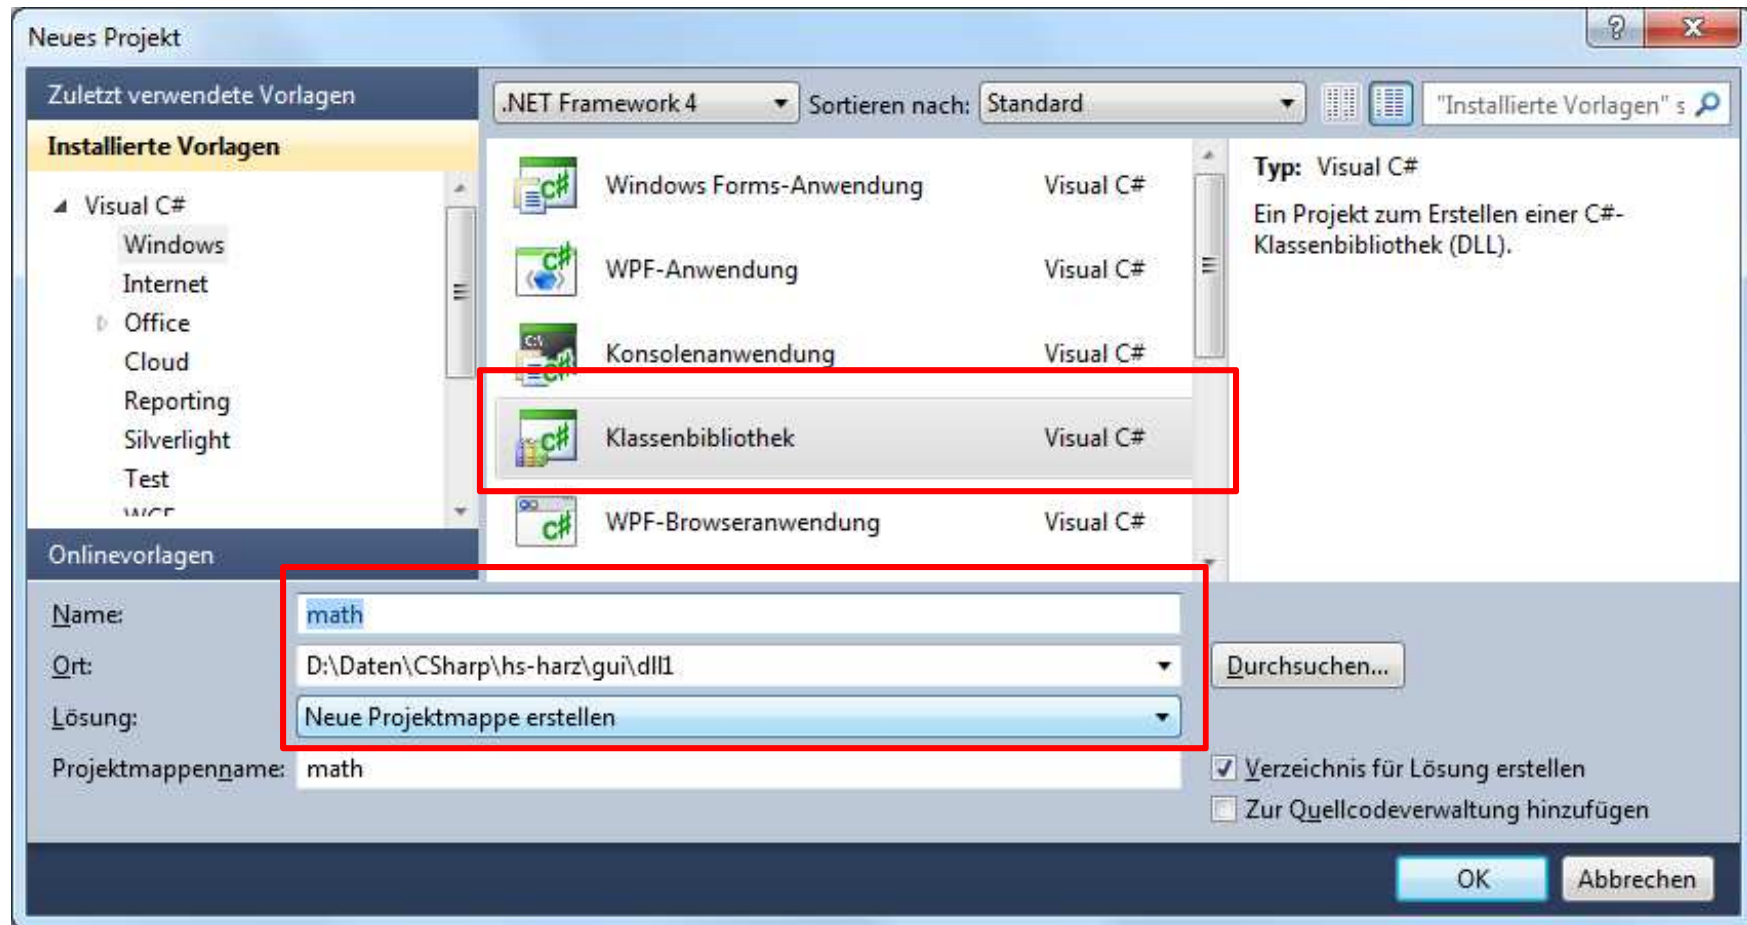 Neues Projekt
Zuletzt verwendete Vorlagen
.NET Framework 4
Sortieren nach:
Standard
"Installierte Vorlagen" s
Installierte Vorlagen
Visual C#
Windows
Internet
Office
Cloud
Reporting
Silverlight
Test
WCF
Onlinevorlagen
Windows Forms-Anwendung Visual C#
WPF-Anwendung Visual C#
Konsolenanwendung Visual C#
Klassenbibliothek Visual C#
WPF-Browseranwendung Visual C#
Typ: Visual C#
Ein Projekt zum Erstellen einer C#-
Klassenbibliothek (DLL).
Name: math
Ort: D:\Daten\CSharp\hs-harz\gui\dll1
Durchsuchen...
Lösung: Neue Projektmappe erstellen
Projektmappenname: math
Verzeichnis für Lösung erstellen
Zur Quellcodeverwaltung hinzufügen
OK
Abbrechen